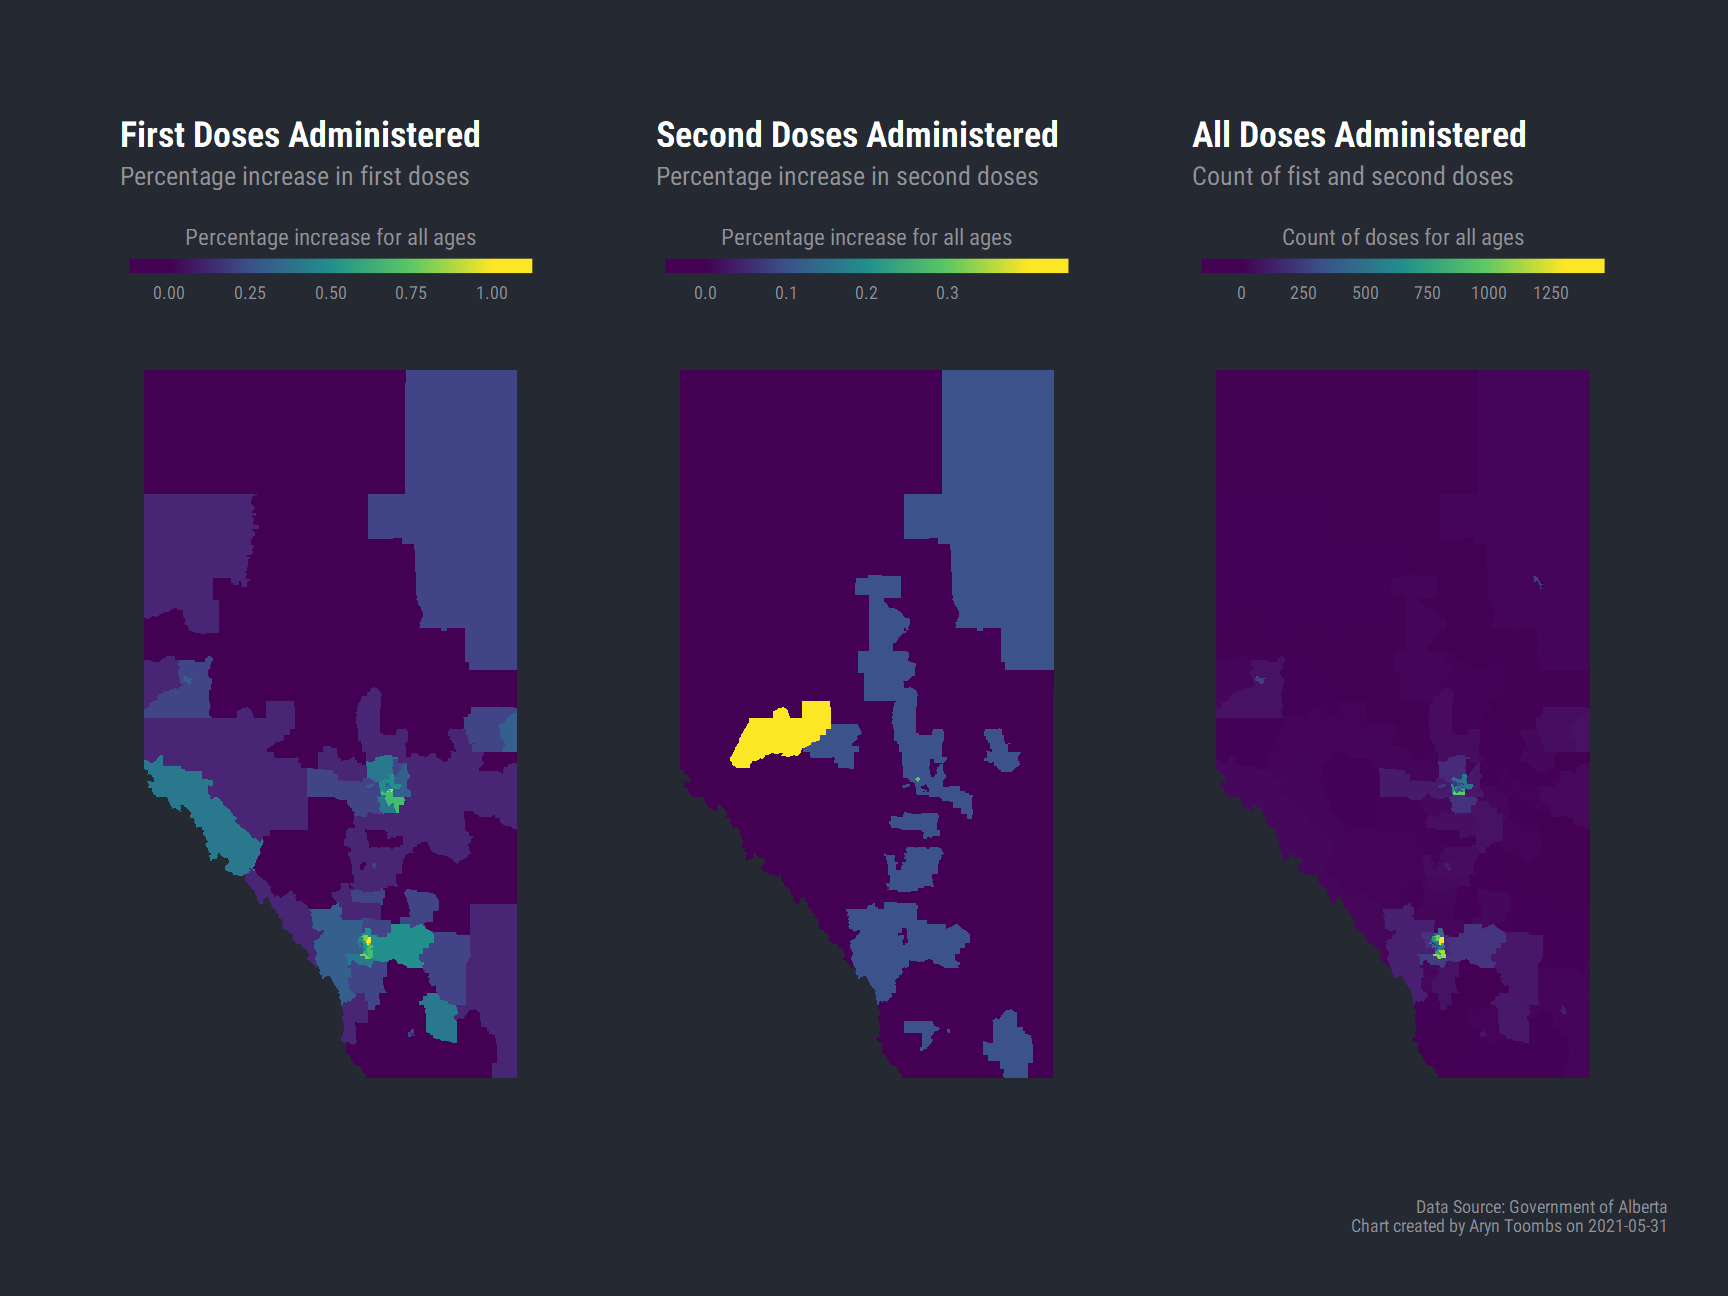 First Doses Administered
Percentage increase in first doses
Percentage increase for all ages
0.00 0.25 0.50 0.75 1.00
Second Doses Administered
Percentage increase in second doses
Percentage increase for all ages
0.0 0.1 0.2 0.3
All Doses Administered
Count of fist and second doses
Count of doses for all ages
0 250 500 750 1000 1250
Data Source: Government of Alberta
Chart created by Aryn Toombs on 2021-05-31